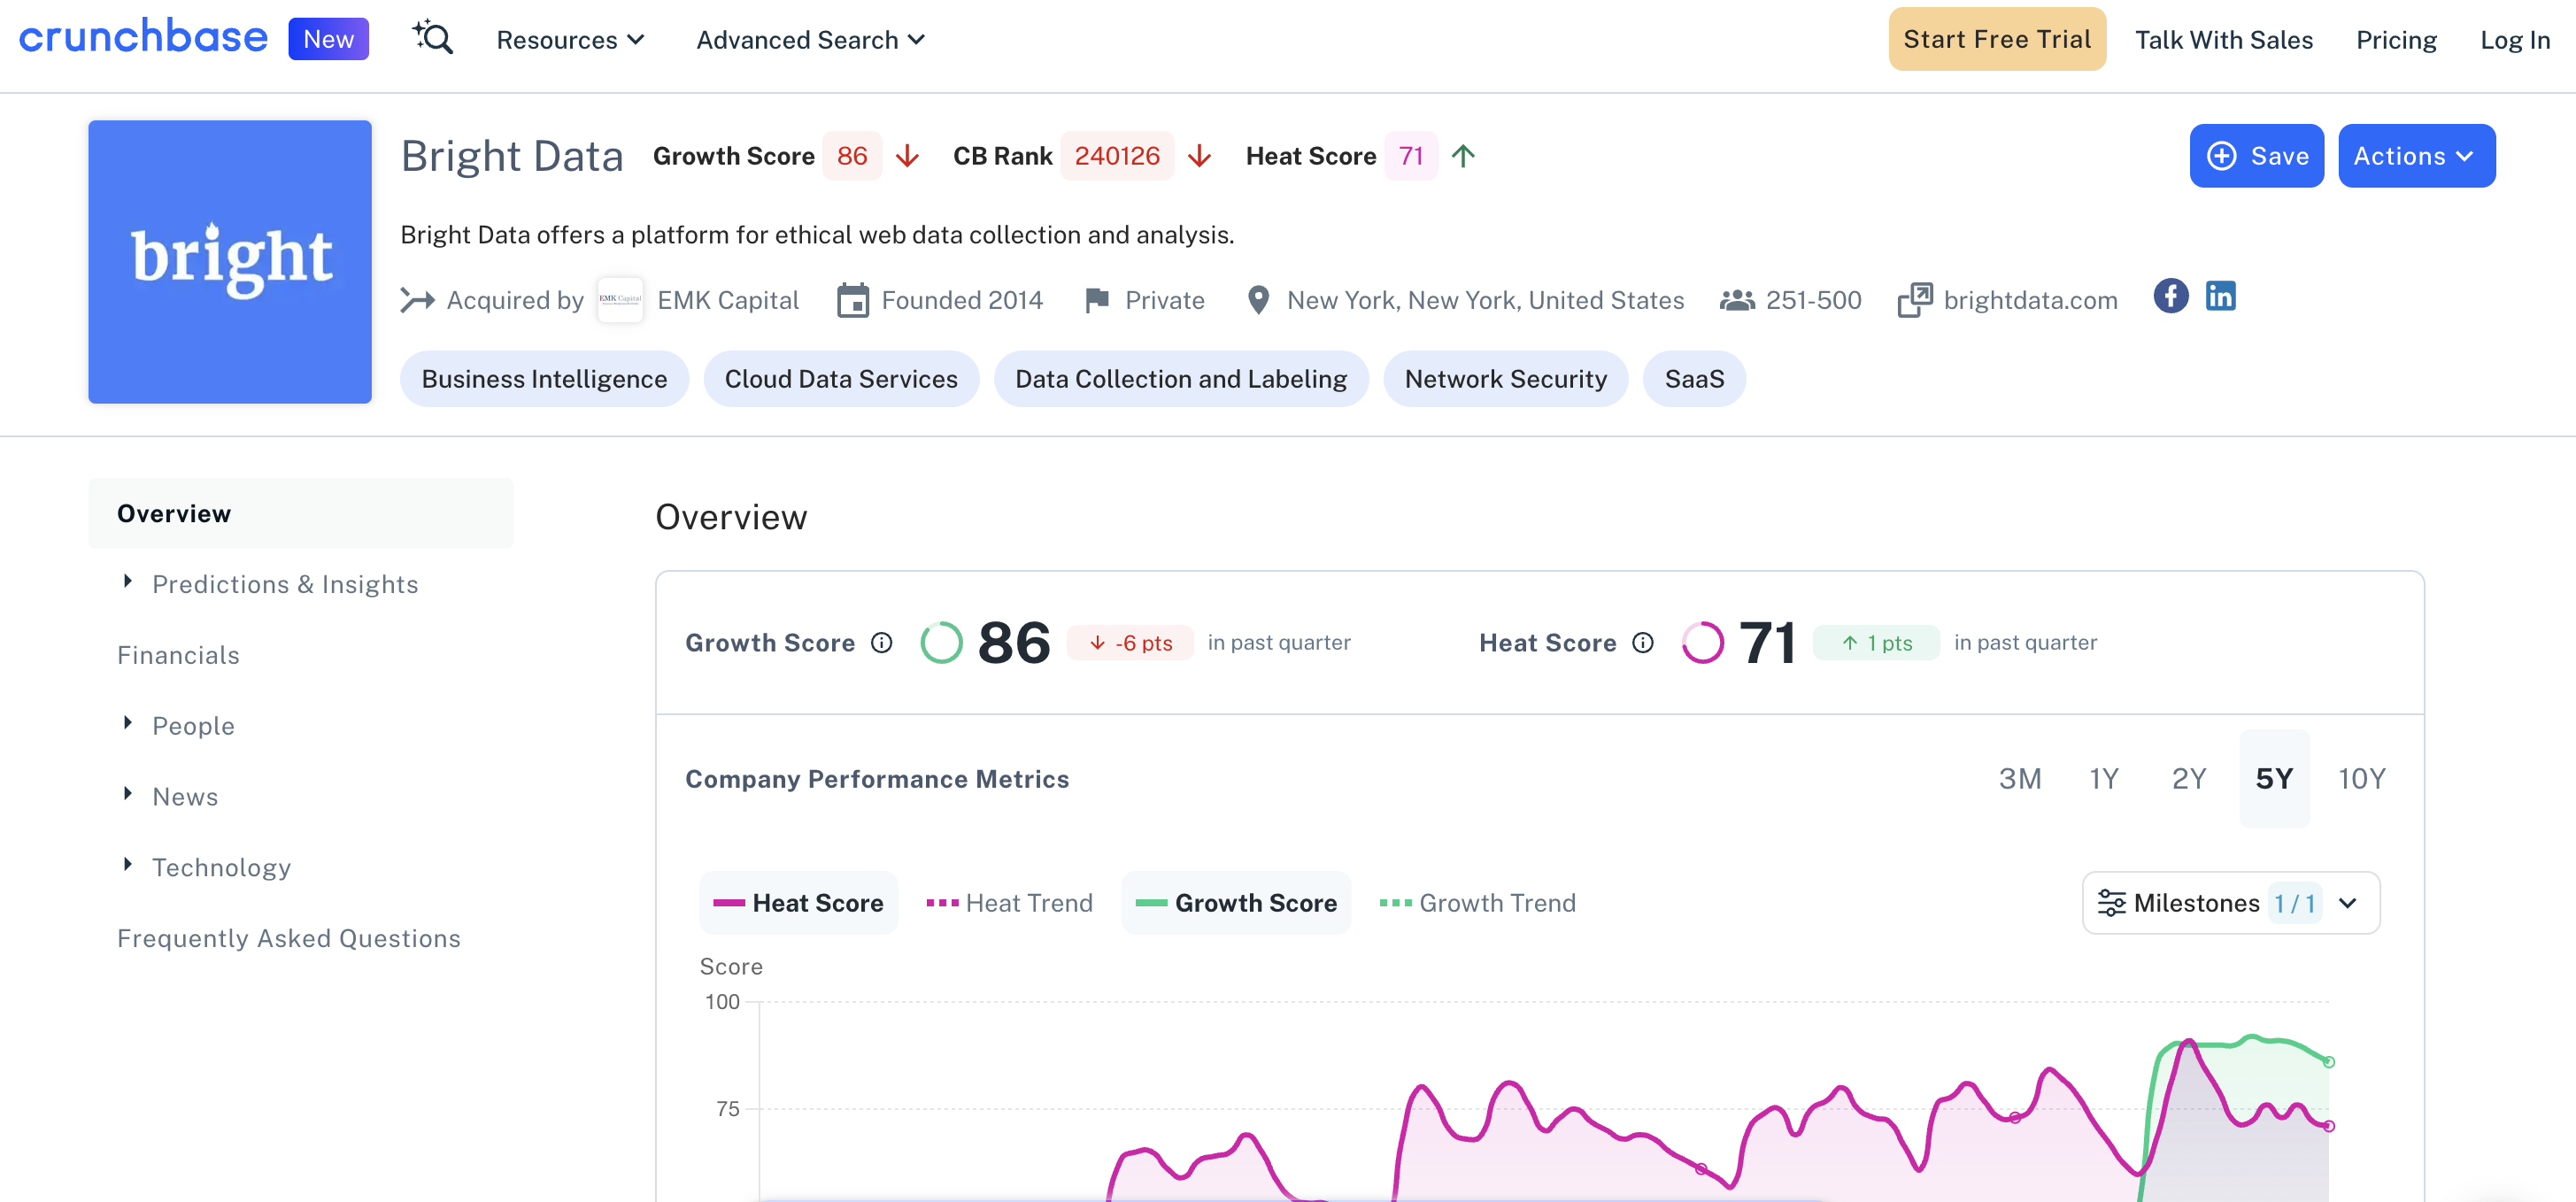 crunchbase New Resources Advanced Search Start Free Trial Talk With Sales Pricing Log In
bright
Bright Data Growth Score 86 CB Rank 240126 Heat Score 71 Save Actions
Bright Data offers a platform for ethical web data collection and analysis.
Acquired by EMK Capital EMK Capital Founded 2014 Private New York, New York, United States 251-500 brightdata.com
Business Intelligence Cloud Data Services Data Collection and Labeling Network Security SaaS
Overview
Predictions & Insights
Financials
People
News
Technology
Frequently Asked Questions
Overview
Growth Score 86 -6 pts in past quarter Heat Score 71 1 pts in past quarter
Company Performance Metrics 3M 1Y 2Y 5Y 10Y
Heat Score Heat Trend Growth Score Growth Trend Milestones 1 / 1
Score
100
75